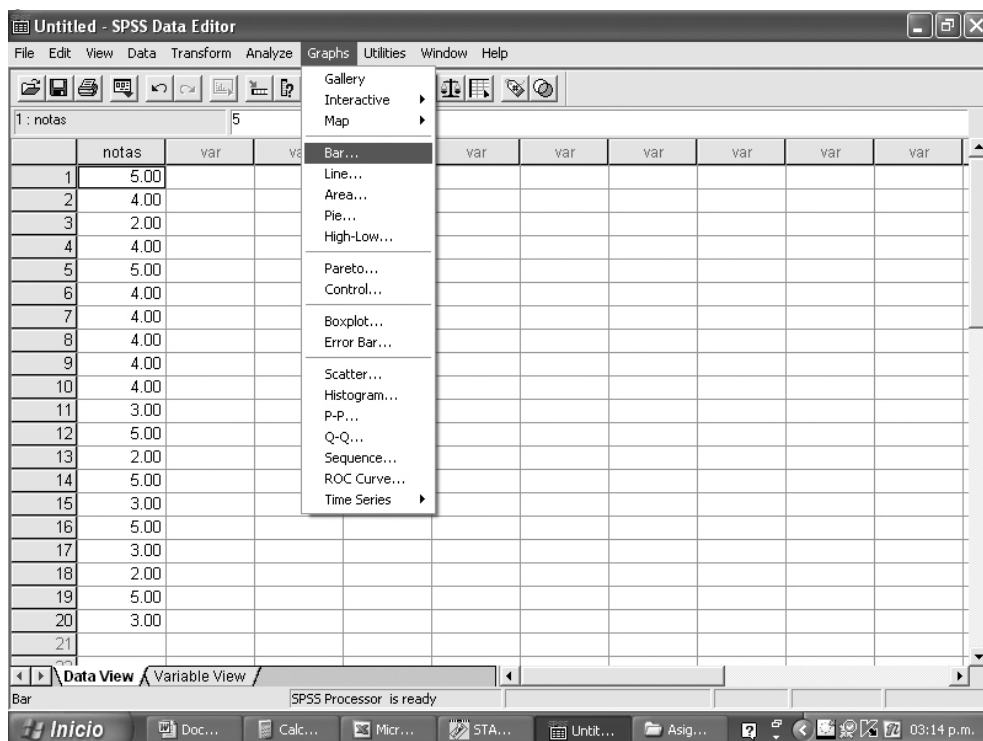 Untitled - SPSS Data Editor
File Edit View Data Transform Analyze Graphs Utilities Window Help
1 : notas 5
Gallery
Interactive
Map
Bar...
Line...
Area...
Pie...
High-Low...
Pareto...
Control...
Boxplot...
Error Bar...
Scatter...
Histogram...
P-P...
Q-Q...
Sequence...
ROC Curve...
Time Series
notas var va var var var var var var
1 5.00
2 4.00
3 2.00
4 4.00
5 5.00
6 4.00
7 4.00
8 4.00
9 4.00
10 4.00
11 3.00
12 5.00
13 2.00
14 5.00
15 3.00
16 5.00
17 3.00
18 2.00
19 5.00
20 3.00
21
Data View Variable View
Bar SPSS Processor is ready
Inicio Doc... Calc... Micr... STA... Untit... Asig... 03:14 p.m.